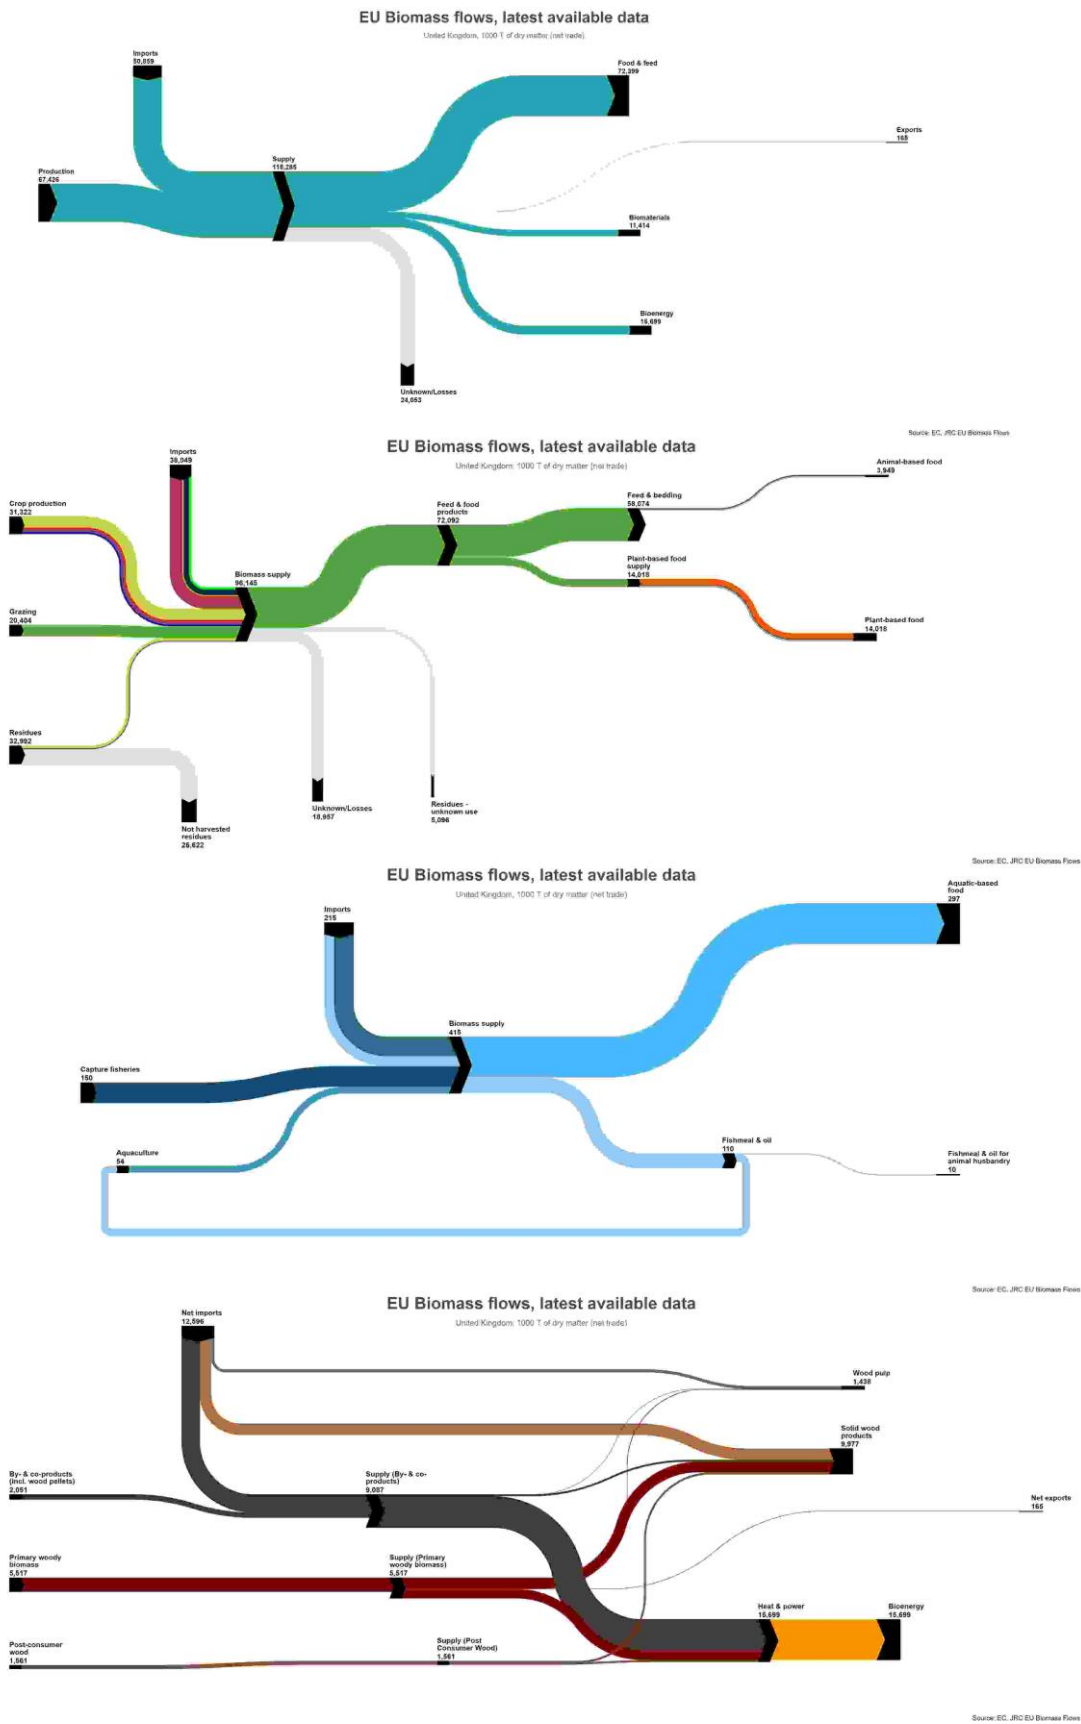 EU Biomass flows, latest available data
United Kingdom, 1000 T of dry matter (net trade)
Imports
50,859
Food & feed
72,399
Exports
165
Supply
118,285
Production
67,426
Biomaterials
11,414
Bioenergy
15,699
Unknown/Losses
24,053
Source: EC, JRC EU Biomass Flows
EU Biomass flows, latest available data
United Kingdom: 1000 T of dry matter (net trade)
Imports
36,049
Animal-based food
3,949
Feed & bedding
58,074
Crop production
31,322
Feed & food
products
72,092
Plant-based food
supply
14,018
Biomass supply
96,145
Grazing
20,404
Plant-based food
14,018
Residues
32,992
Unknown/Losses
18,957
Residues -
unknown use
5,096
Not harvested
residues
26,622
Source: EC, JRC EU Biomass Flows
EU Biomass flows, latest available data
United Kingdom, 1000 T of dry matter (net trade)
Aquatic-based
food
297
Imports
215
Biomass supply
415
Capture fisheries
150
Aquaculture
54
Fishmeal & oil
110
Fishmeal & oil for
animal husbandry
10
Source: EC, JRC EU Biomass Flows
EU Biomass flows, latest available data
United Kingdom: 1000 T of dry matter (net trade)
Net imports
12,596
Wood pulp
1,438
Solid wood
products
9,977
By- & co-products
(incl. wood pellets)
2,051
Supply (By- & co-
products)
9,087
Net exports
165
Primary woody
biomass
5,517
Supply (Primary
woody biomass)
5,517
Heat & power
15,699
Bioenergy
15,699
Post-consumer
wood
1,561
Supply (Post
Consumer Wood)
1,561
Source: EC, JRC EU Biomass Flows